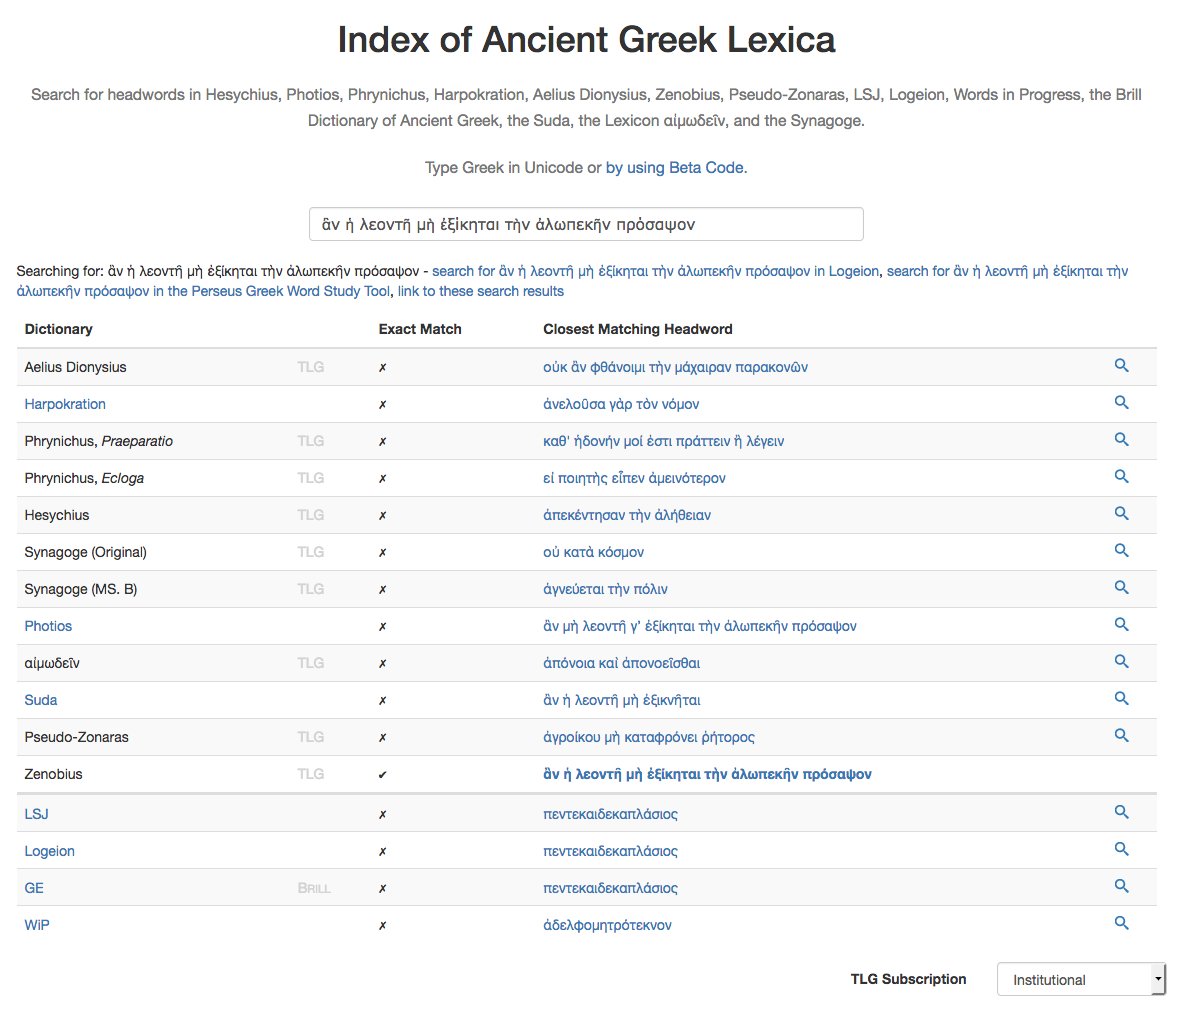 Index of Ancient Greek Lexica
Search for headwords in Hesychius, Photios, Phrynichus, Harpokration, Aelius Dionysius, Zenobius, Pseudo-Zonaras, LSJ, Logeion, Words in Progress, the Brill
Dictionary of Ancient Greek, the Suda, the Lexicon αἱμωδεῖν, and the Synagoge.
Type Greek in Unicode or by using Beta Code.
ἂν ἡ λεοντῆ μὴ ἐξίκηται τὴν ἀλωπεκῆν πρόσαψον
Searching for: ἂν ἡ λεοντῆ μὴ ἐξίκηται τὴν ἀλωπεκῆν πρόσαψον - search for ἂν ἡ λεοντῆ μὴ ἐξίκηται τὴν ἀλωπεκῆν πρόσαψον in Logeion, search for ἂν ἡ λεοντῆ μὴ ἐξίκηται τὴν
ἀλωπεκῆν πρόσαψον in the Perseus Greek Word Study Tool, link to these search results
Dictionary Exact Match Closest Matching Headword
Aelius Dionysius TLG ✗ οὐκ ἂν φθάνοιμι τὴν μάχαιραν παρακονῶν
Harpokration ✗ ἀνελοῦσα γὰρ τὸν νόμον
Phrynichus, Praeparatio TLG ✗ καθ' ἡδονήν μοί ἐστι πράττειν ἢ λέγειν
Phrynichus, Ecloga TLG ✗ εἰ ποιητὴς εἶπεν ἀμεινότερον
Hesychius TLG ✗ ἀπεκέντησαν τὴν ἀλήθειαν
Synagoge (Original) TLG ✗ οὐ κατὰ κόσμον
Synagoge (MS. B) TLG ✗ ἁγνεύεται τὴν πόλιν
Photios ✗ ἂν μὴ λεοντῆ γ’ ἐξίκηται τὴν ἀλωπεκῆν πρόσαψον
αἱμωδεῖν TLG ✗ ἀπόνοια καὶ ἀπονοεῖσθαι
Suda ✗ ἂν ἡ λεοντῆ μὴ ἐξικνῆται
Pseudo-Zonaras TLG ✗ ἀγροίκου μὴ καταφρόνει ῥήτορος
Zenobius TLG ✔ ἂν ἡ λεοντῆ μὴ ἐξίκηται τὴν ἀλωπεκῆν πρόσαψον
LSJ ✗ πεντεκαιδεκαπλάσιος
Logeion ✗ πεντεκαιδεκαπλάσιος
GE BRILL ✗ πεντεκαιδεκαπλάσιος
WiP ✗ ἀδελφομητρότεκνον
TLG Subscription Institutional